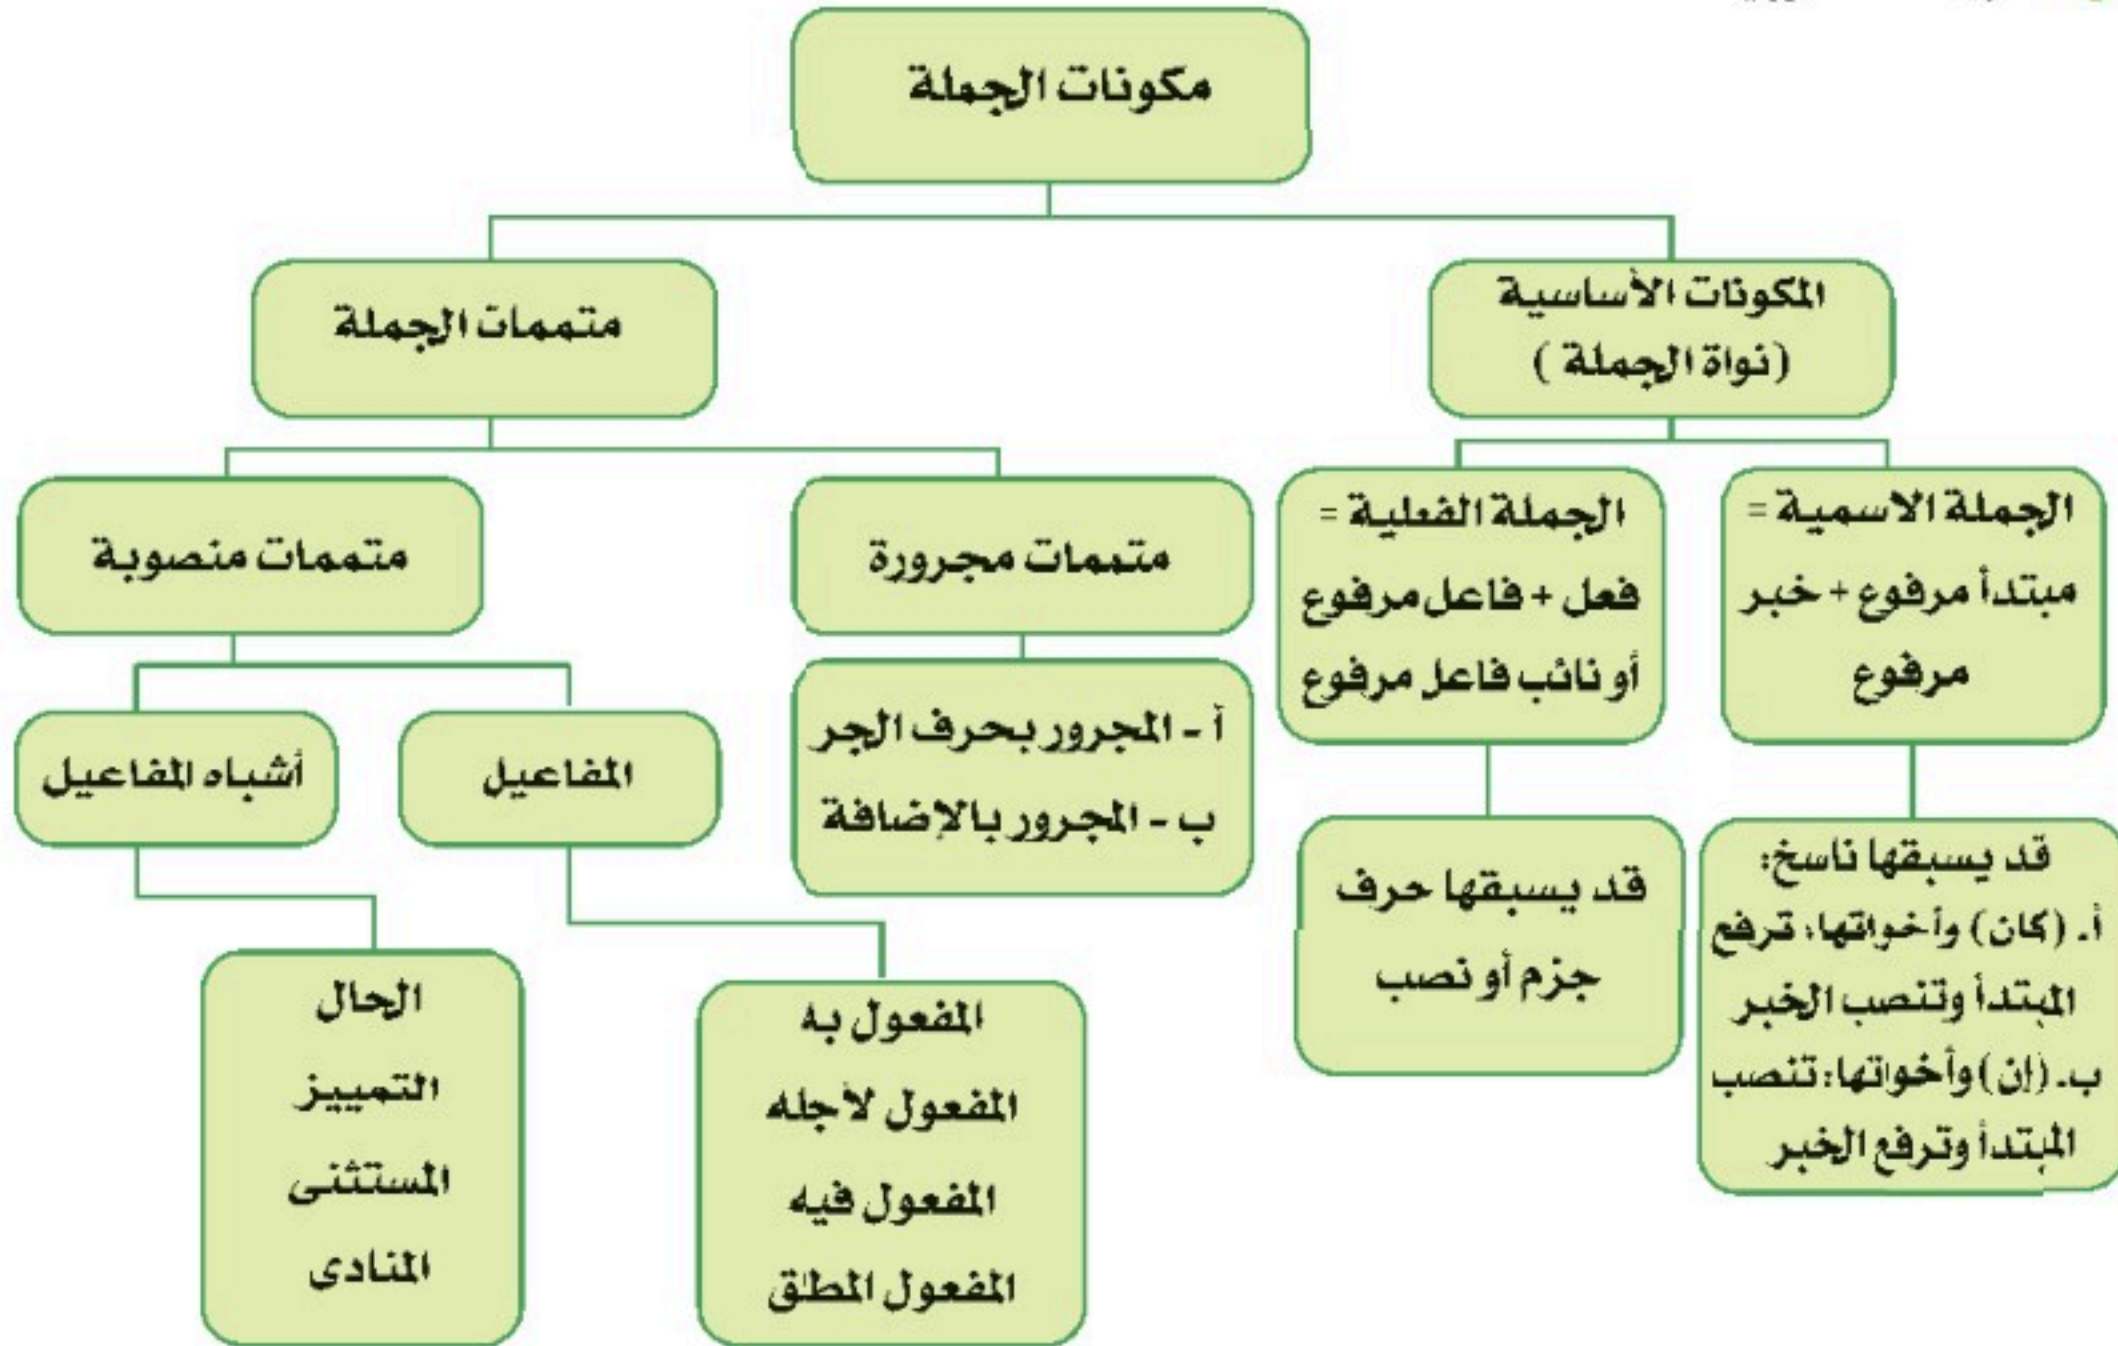 مكونات الجملة
المكونات الأساسية
(نواة الجملة )
متممات الجملة
الجملة الاسمية =
مبتدأ مرفوع + خبر
مرفوع
الجملة الفعلية =
فعل + فاعل مرفوع
أو نائب فاعل مرفوع
متممات مجرورة
متممات منصوبة
قد يسبقها ناسخ:
أ. (كان) وأخواتها، ترفع
المبتدأ وتنصب الخبر
ب. (إن) وأخواتها: تنصب
المبتدأ وترفع الخبر
قد يسبقها حرف
جزم أو نصب
أ - المجرور بحرف الجر
ب - المجرور بالإضافة
المفاعيل
أشباه المفاعيل
المفعول به
المفعول لأجله
المفعول فيه
المفعول المطلق
الحال
التمييز
المستثنى
المنادى